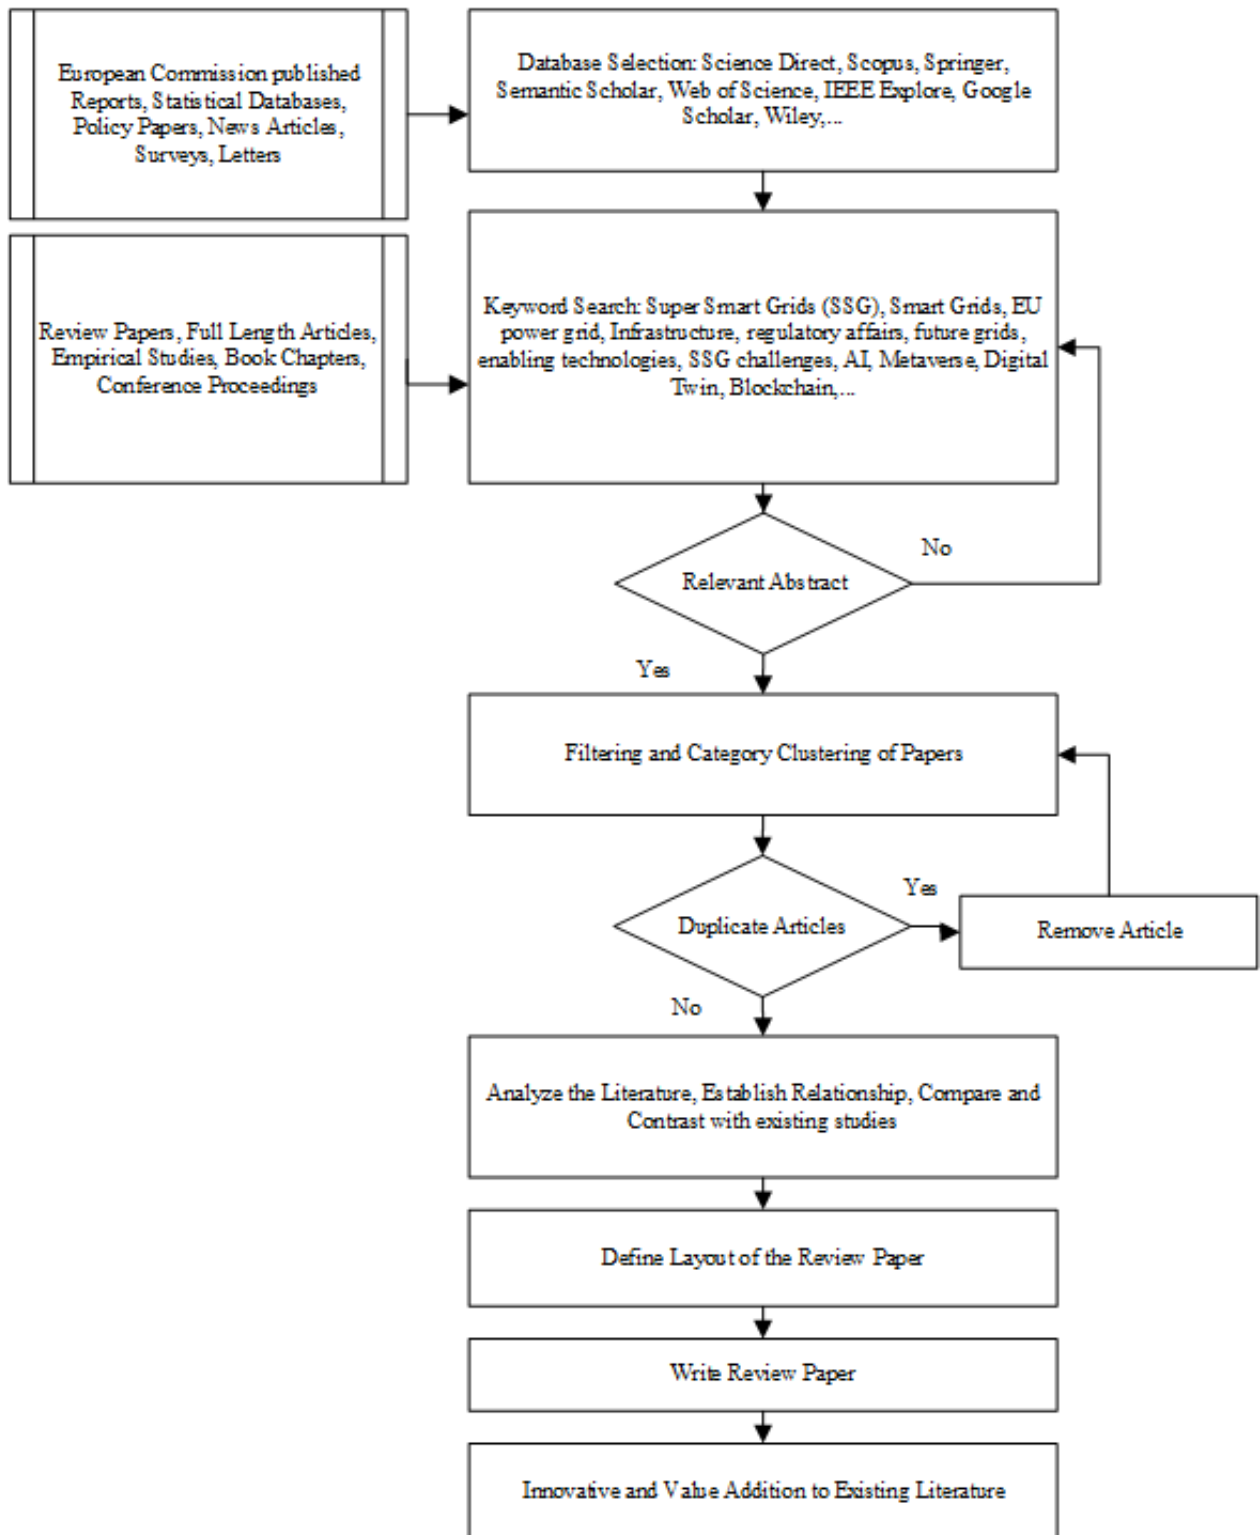 European Commission published
Reports, Statistical Databases,
Policy Papers, News Articles,
Surveys, Letters
Database Selection: Science Direct, Scopus, Springer,
Semantic Scholar, Web of Science, IEEE Explore, Google
Scholar, Wiley,...
Review Papers, Full Length Articles,
Empirical Studies, Book Chapters,
Conference Proceedings
Keyword Search: Super Smart Grids (SSG), Smart Grids, EU
power grid, Infrastructure, regulatory affairs, future grids,
enabling technologies, SSG challenges, AI, Metaverse, Digital
Twin, Blockchain,...
Relevant Abstract
No
Yes
Filtering and Category Clustering of Papers
Duplicate Articles
Yes
Remove Article
No
Analyze the Literature, Establish Relationship, Compare and
Contrast with existing studies
Define Layout of the Review Paper
Write Review Paper
Innovative and Value Addition to Existing Literature